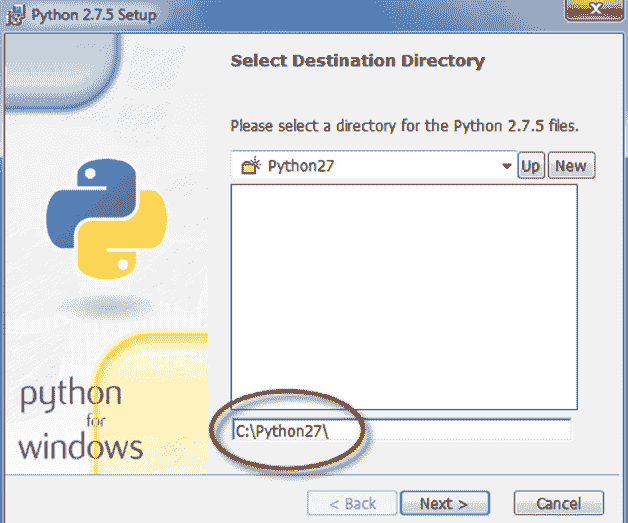 Python 2.7.5 Setup
x
Select Destination Directory
Please select a directory for the Python 2.7.5 files.
Python27
Up
New
C:\Python27\
python
for
windows
< Back
Next >
Cancel